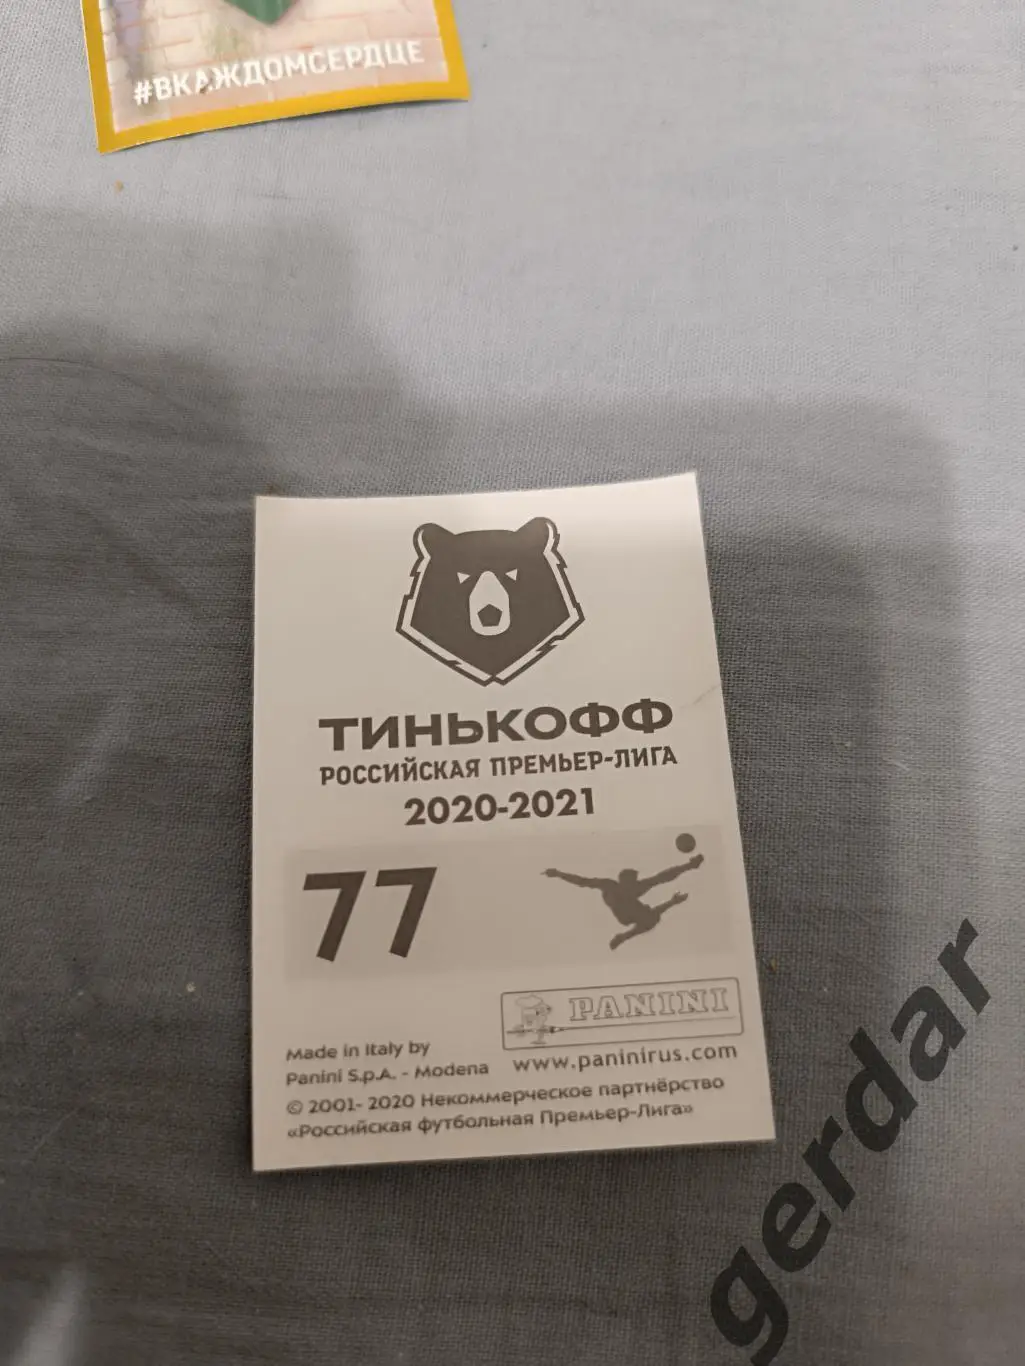 #ВКАЖДОМСЕРДЦЕ
ТИНЬКОФФ
РОССИЙСКАЯ ПРЕМЬЕР-ЛИГА
2020-2021
77
PANINI
www.paninirus.com
Made in Italy by
Panini S.p.A. - Modena
© 2001- 2020 Некоммерческое партнёрство
«Российская футбольная Премьер-Лига»
gerdar